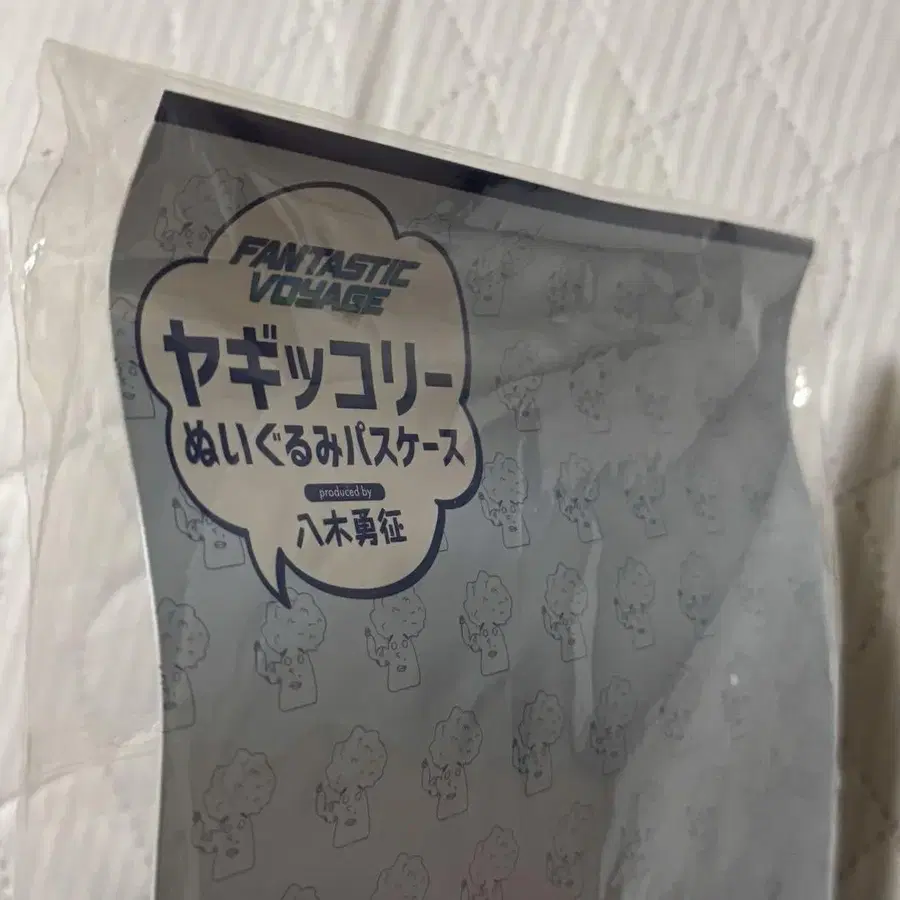 FANTASTIC
VOYAGE
ヤギッコリー
ぬいぐるみパスケース
produced by
八木勇征